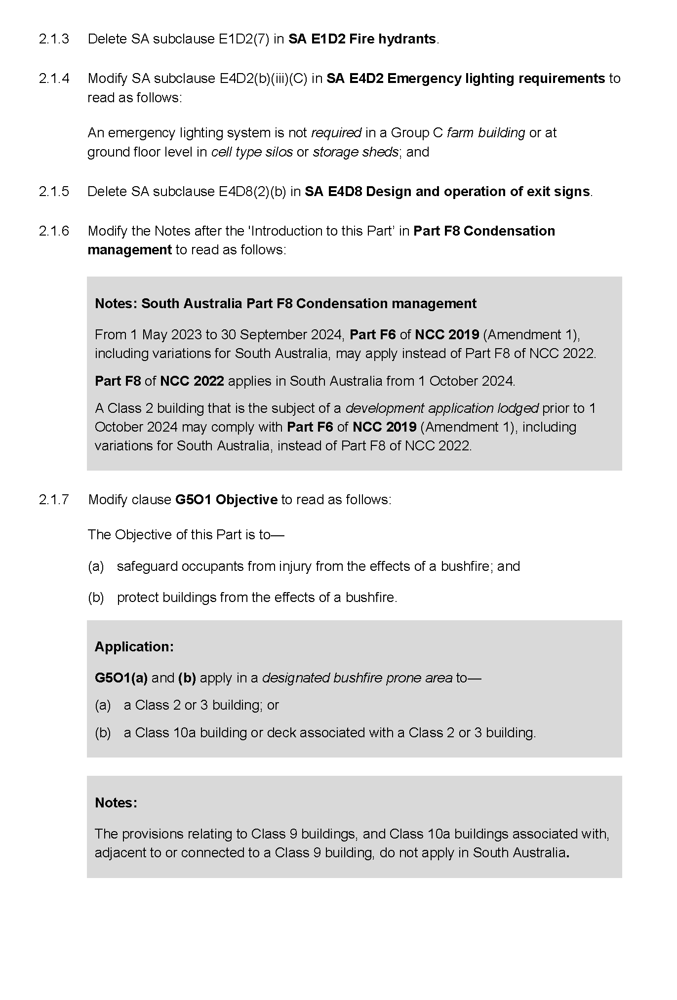 2.1.3 Delete SA subclause E1D2(7) in SA E1D2 Fire hydrants.
2.1.4 Modify SA subclause E4D2(b)(iii)(C) in SA E4D2 Emergency lighting requirements to
read as follows:
An emergency lighting system is not required in a Group C farm building or at
ground floor level in cell type silos or storage sheds; and
2.1.5 Delete SA subclause E4D8(2)(b) in SA E4D8 Design and operation of exit signs.
2.1.6 Modify the Notes after the 'Introduction to this Part’ in Part F8 Condensation
management to read as follows:
Notes: South Australia Part F8 Condensation management
From 1 May 2023 to 30 September 2024, Part F6 of NCC 2019 (Amendment 1),
including variations for South Australia, may apply instead of Part F8 of NCC 2022.
Part F8 of NCC 2022 applies in South Australia from 1 October 2024.
A Class 2 building that is the subject of a development application lodged prior to 1
October 2024 may comply with Part F6 of NCC 2019 (Amendment 1), including
variations for South Australia, instead of Part F8 of NCC 2022.
2.1.7 Modify clause G5O1 Objective to read as follows:
The Objective of this Part is to—
(a) safeguard occupants from injury from the effects of a bushfire; and
(b) protect buildings from the effects of a bushfire.
Application:
G5O1(a) and (b) apply in a designated bushfire prone area to—
(a) a Class 2 or 3 building; or
(b) a Class 10a building or deck associated with a Class 2 or 3 building.
Notes:
The provisions relating to Class 9 buildings, and Class 10a buildings associated with,
adjacent to or connected to a Class 9 building, do not apply in South Australia.